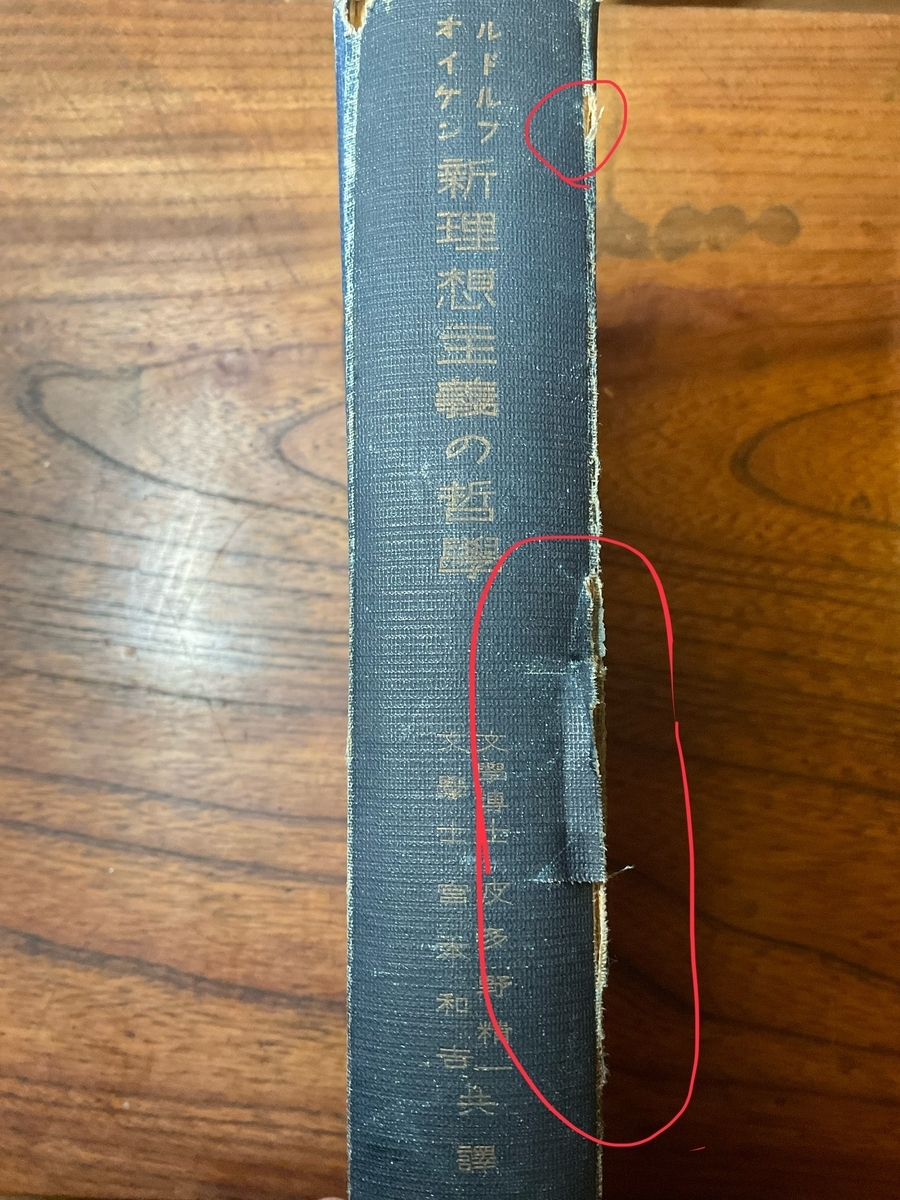 ルドルフ
オイケン
新理想主義の哲學
文學博士 波多野精一
文學士 宮本和吉
共譯